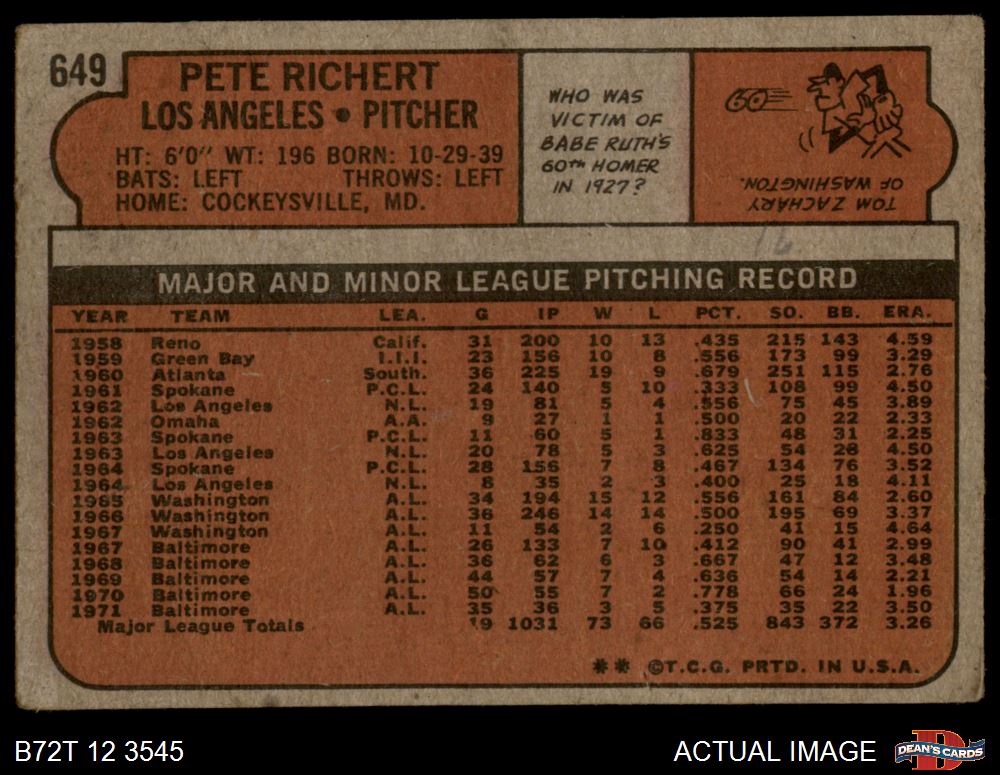 649
PETE RICHERT
LOS ANGELES • PITCHER
HT: 6'0" WT: 196 BORN: 10-29-39
BATS: LEFT THROWS: LEFT
HOME: COCKEYSVILLE, MD.
WHO WAS
VICTIM OF
BABE RUTH'S
60TH HOMER
IN 1927?
60
TOM ZACHARY
OF WASHINGTON.
16
MAJOR AND MINOR LEAGUE PITCHING RECORD
YEAR TEAM LEA. G IP W L PCT. SO. BB. ERA.
1958 Reno Calif. 31 200 10 13 .435 215 143 4.59
1959 Green Bay I.I.I. 23 156 10 8 .556 173 99 3.29
1960 Atlanta South. 36 225 19 9 .679 251 115 2.76
1961 Spokane P.C.L. 24 140 5 10 .333 108 99 4.50
1962 Los Angeles N.L. 19 81 5 4 .556 75 45 3.89
1962 Omaha A.A. 9 27 1 1 .500 20 22 2.33
1963 Spokane P.C.L. 11 60 5 1 .833 48 31 2.25
1963 Los Angeles N.L. 20 78 5 3 .625 54 28 4.50
1964 Spokane P.C.L. 28 156 7 8 .467 134 76 3.52
1964 Los Angeles N.L. 8 35 2 3 .400 25 18 4.11
1965 Washington A.L. 34 194 15 12 .556 161 84 2.60
1966 Washington A.L. 36 246 14 14 .500 195 69 3.37
1967 Washington A.L. 11 54 2 6 .250 41 15 4.64
1967 Baltimore A.L. 26 133 7 10 .412 90 41 2.99
1968 Baltimore A.L. 36 62 6 3 .667 47 12 3.48
1969 Baltimore A.L. 44 57 7 4 .636 54 14 2.21
1970 Baltimore A.L. 50 55 7 2 .778 66 24 1.96
1971 Baltimore A.L. 35 36 3 5 .375 35 22 3.50
Major League Totals 19 1031 73 66 .525 843 372 3.26
** ©T.C.G. PRTD. IN U.S.A.
B72T 12 3545
ACTUAL IMAGE
DEAN'S CARDS